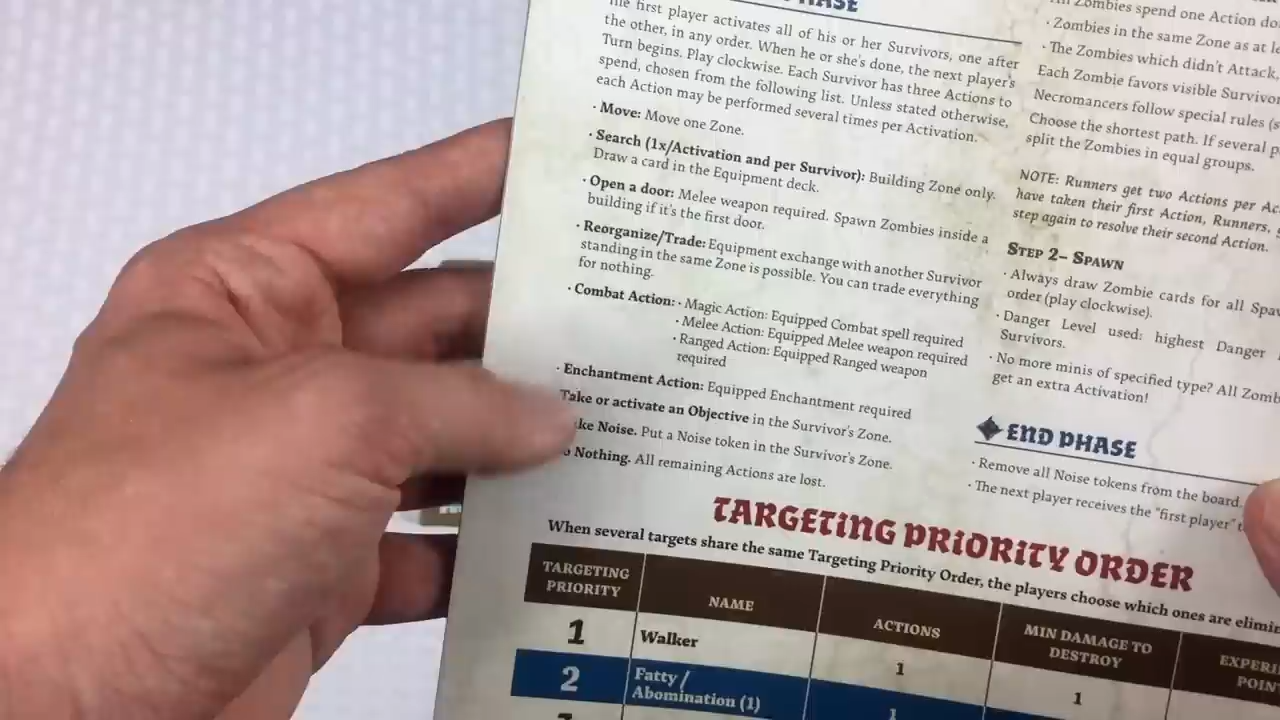 PHASE
The first player activates all of his or her Survivors, one after
the other, in any order. When he or she's done, the next player's
Turn begins. Play clockwise. Each Survivor has three Actions to
spend, chosen from the following list. Unless stated otherwise,
each Action may be performed several times per Activation.
· Move: Move one Zone.
· Search (1x/Activation and per Survivor): Building Zone only.
Draw a card in the Equipment deck.
· Open a door: Melee weapon required. Spawn Zombies inside a
building if it's the first door.
· Reorganize/Trade: Equipment exchange with another Survivor
standing in the same Zone is possible. You can trade everything
for nothing.
· Combat Action: · Magic Action: Equipped Combat spell required
· Melee Action: Equipped Melee weapon required
· Ranged Action: Equipped Ranged weapon
required
· Enchantment Action: Equipped Enchantment required
Take or activate an Objective in the Survivor's Zone.
Noise. Put a Noise token in the Survivor's Zone.
Nothing. All remaining Actions are lost.
Zombies spend one Action
· Zombies in the same Zone as at
· The Zombies which didn't Attack,
Each Zombie favors visible
Necromancers follow special rules
Choose the shortest path. If several
split the Zombies in equal groups.
NOTE: Runners get two Actions per
have taken their first Action, Runners,
step again to resolve their second Action.
STEP 2– SPAWN
· Always draw Zombie cards for all
order (play clockwise).
· Danger Level used: highest Danger
Survivors.
· No more minis of specified type? All
get an extra Activation!
END PHASE
· Remove all Noise tokens from the board.
· The next player receives the "first player"
TARGETING PRIORITY ORDER
When several targets share the same Targeting Priority Order, the players choose which ones are
TARGETING PRIORITY
NAME
ACTIONS
MIN DAMAGE TO DESTROY
1 Walker 1 1
2 Fatty / Abomination (1) 1